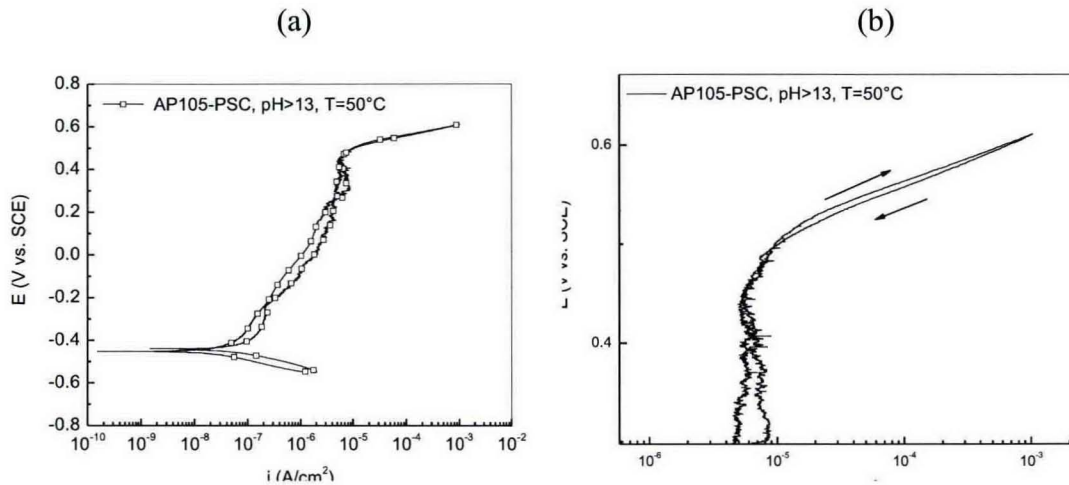 (a)
(b)
0.8
0.6
0.4
0.2
0.0
-0.2
-0.4
-0.6
-0.8
E (V vs. SCE)
AP105-PSC, pH>13, T=50°C
10⁻¹⁰ 10⁻⁹ 10⁻⁸ 10⁻⁷ 10⁻⁶ 10⁻⁵ 10⁻⁴ 10⁻³ 10⁻²
i (A/cm²)
AP105-PSC, pH>13, T=50°C
0.6
0.4
E (V vs. SCE)
10⁻⁶ 10⁻⁵ 10⁻⁴ 10⁻³